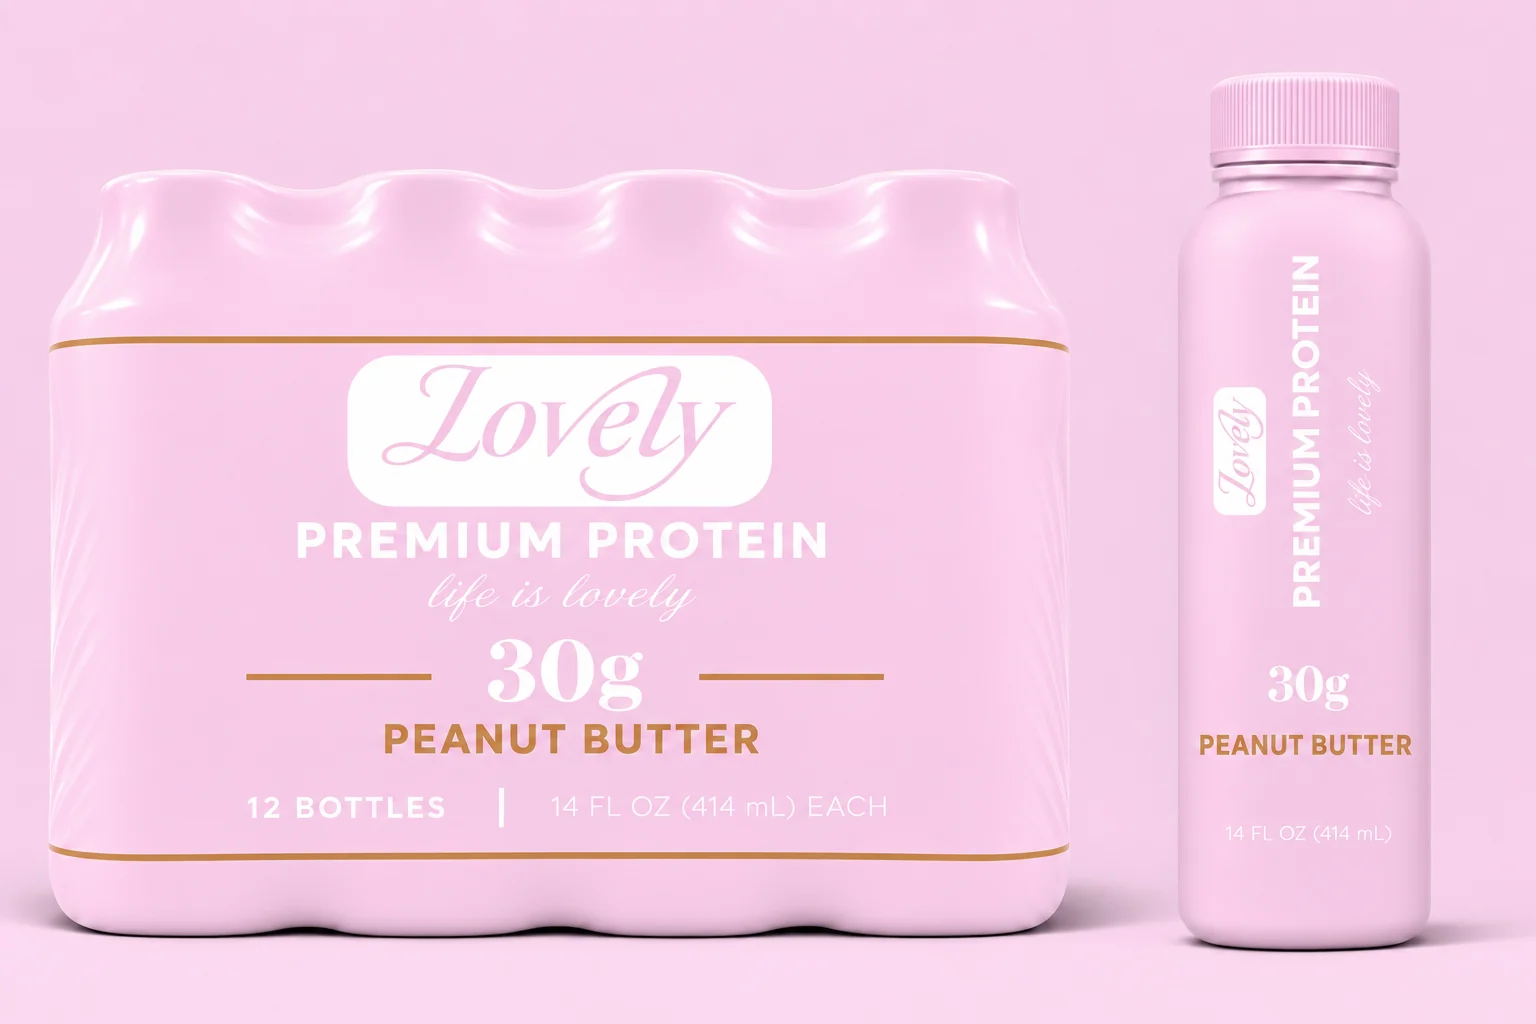 Lovely
PREMIUM PROTEIN
life is lovely
30g
PEANUT BUTTER
12 BOTTLES | 14 FL OZ (414 mL) EACH
Lovely
PREMIUM PROTEIN
life is lovely
30g
PEANUT BUTTER
14 FL OZ (414 mL)